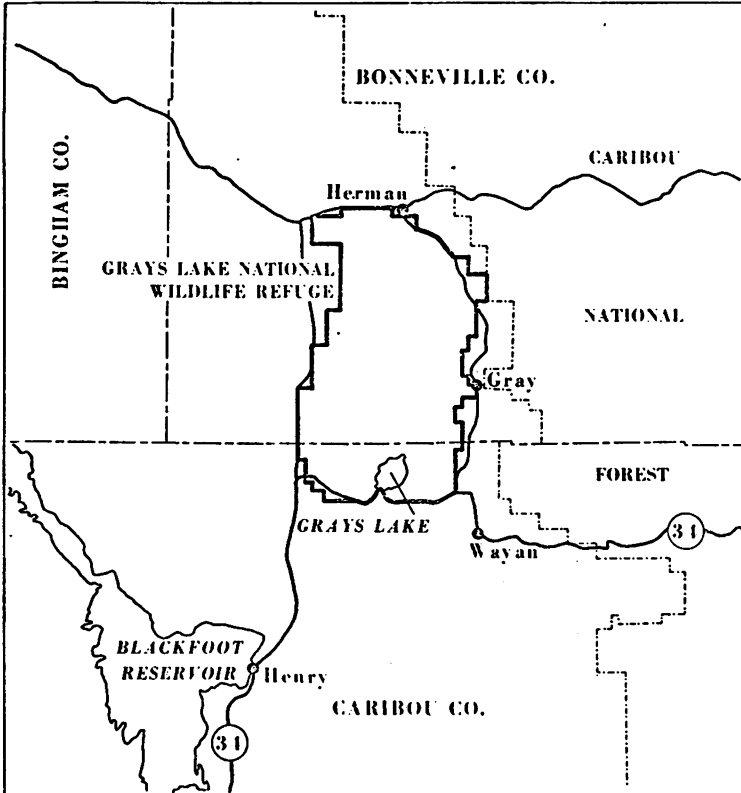 BONNEVILLE CO.
BINGHAM CO.
CARIBOU
Herman
GRAYS LAKE NATIONAL
WILDLIFE REFUGE
NATIONAL
Gray
FOREST
GRAYS LAKE
34
Wayan
BLACKFOOT
RESERVOIR
Henry
CARIBOU CO.
34